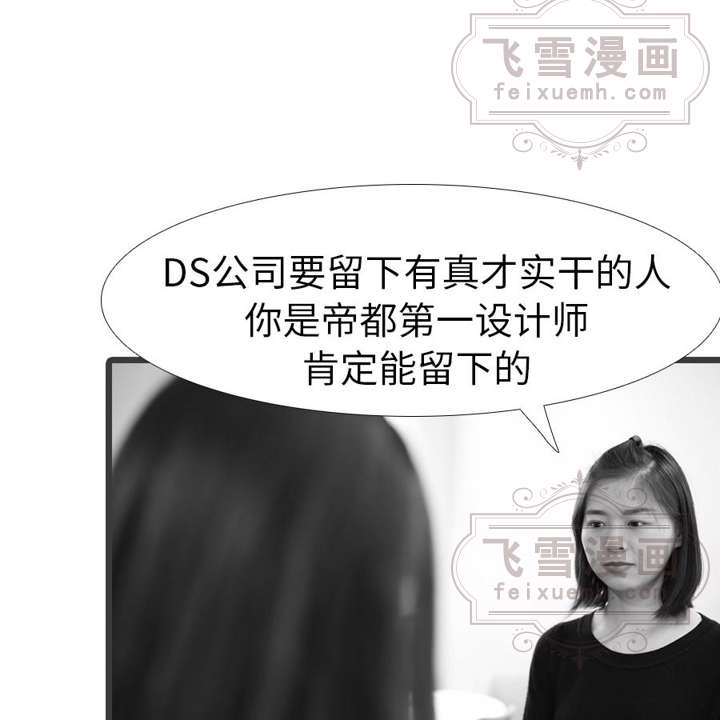 飞雪漫画
feixuemh.com
DS公司要留下有真才实干的人
你是帝都第一设计师
肯定能留下的
飞雪漫画
feixuemh.com